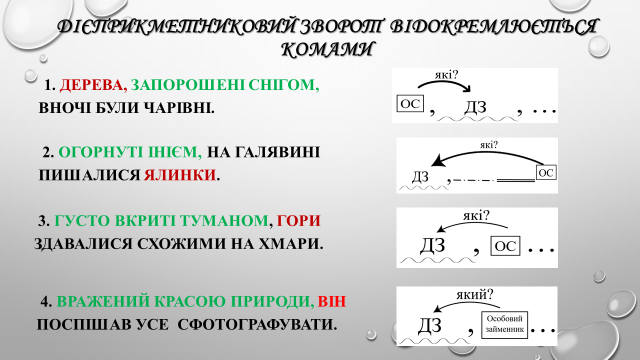 ДІЄПРИКМЕТНИКОВИЙ ЗВОРОТ ВІДОКРЕМЛЮЄТЬСЯ
КОМАМИ
1. ДЕРЕВА, ЗАПОРОШЕНІ СНІГОМ,
ВНОЧІ БУЛИ ЧАРІВНІ.
які?
ОС , ДЗ , ...
2. ОГОРНУТІ ІНІЄМ, НА ГАЛЯВИНІ
ПИШАЛИСЯ ЯЛИНКИ.
які?
ДЗ , ОС
3. ГУСТО ВКРИТІ ТУМАНОМ, ГОРИ
ЗДАВАЛИСЯ СХОЖИМИ НА ХМАРИ.
які?
ДЗ , ОС ...
4. ВРАЖЕНИЙ КРАСОЮ ПРИРОДИ, ВІН
ПОСПІШАВ УСЕ СФОТОГРАФУВАТИ.
який?
ДЗ , Особовий
займенник ...